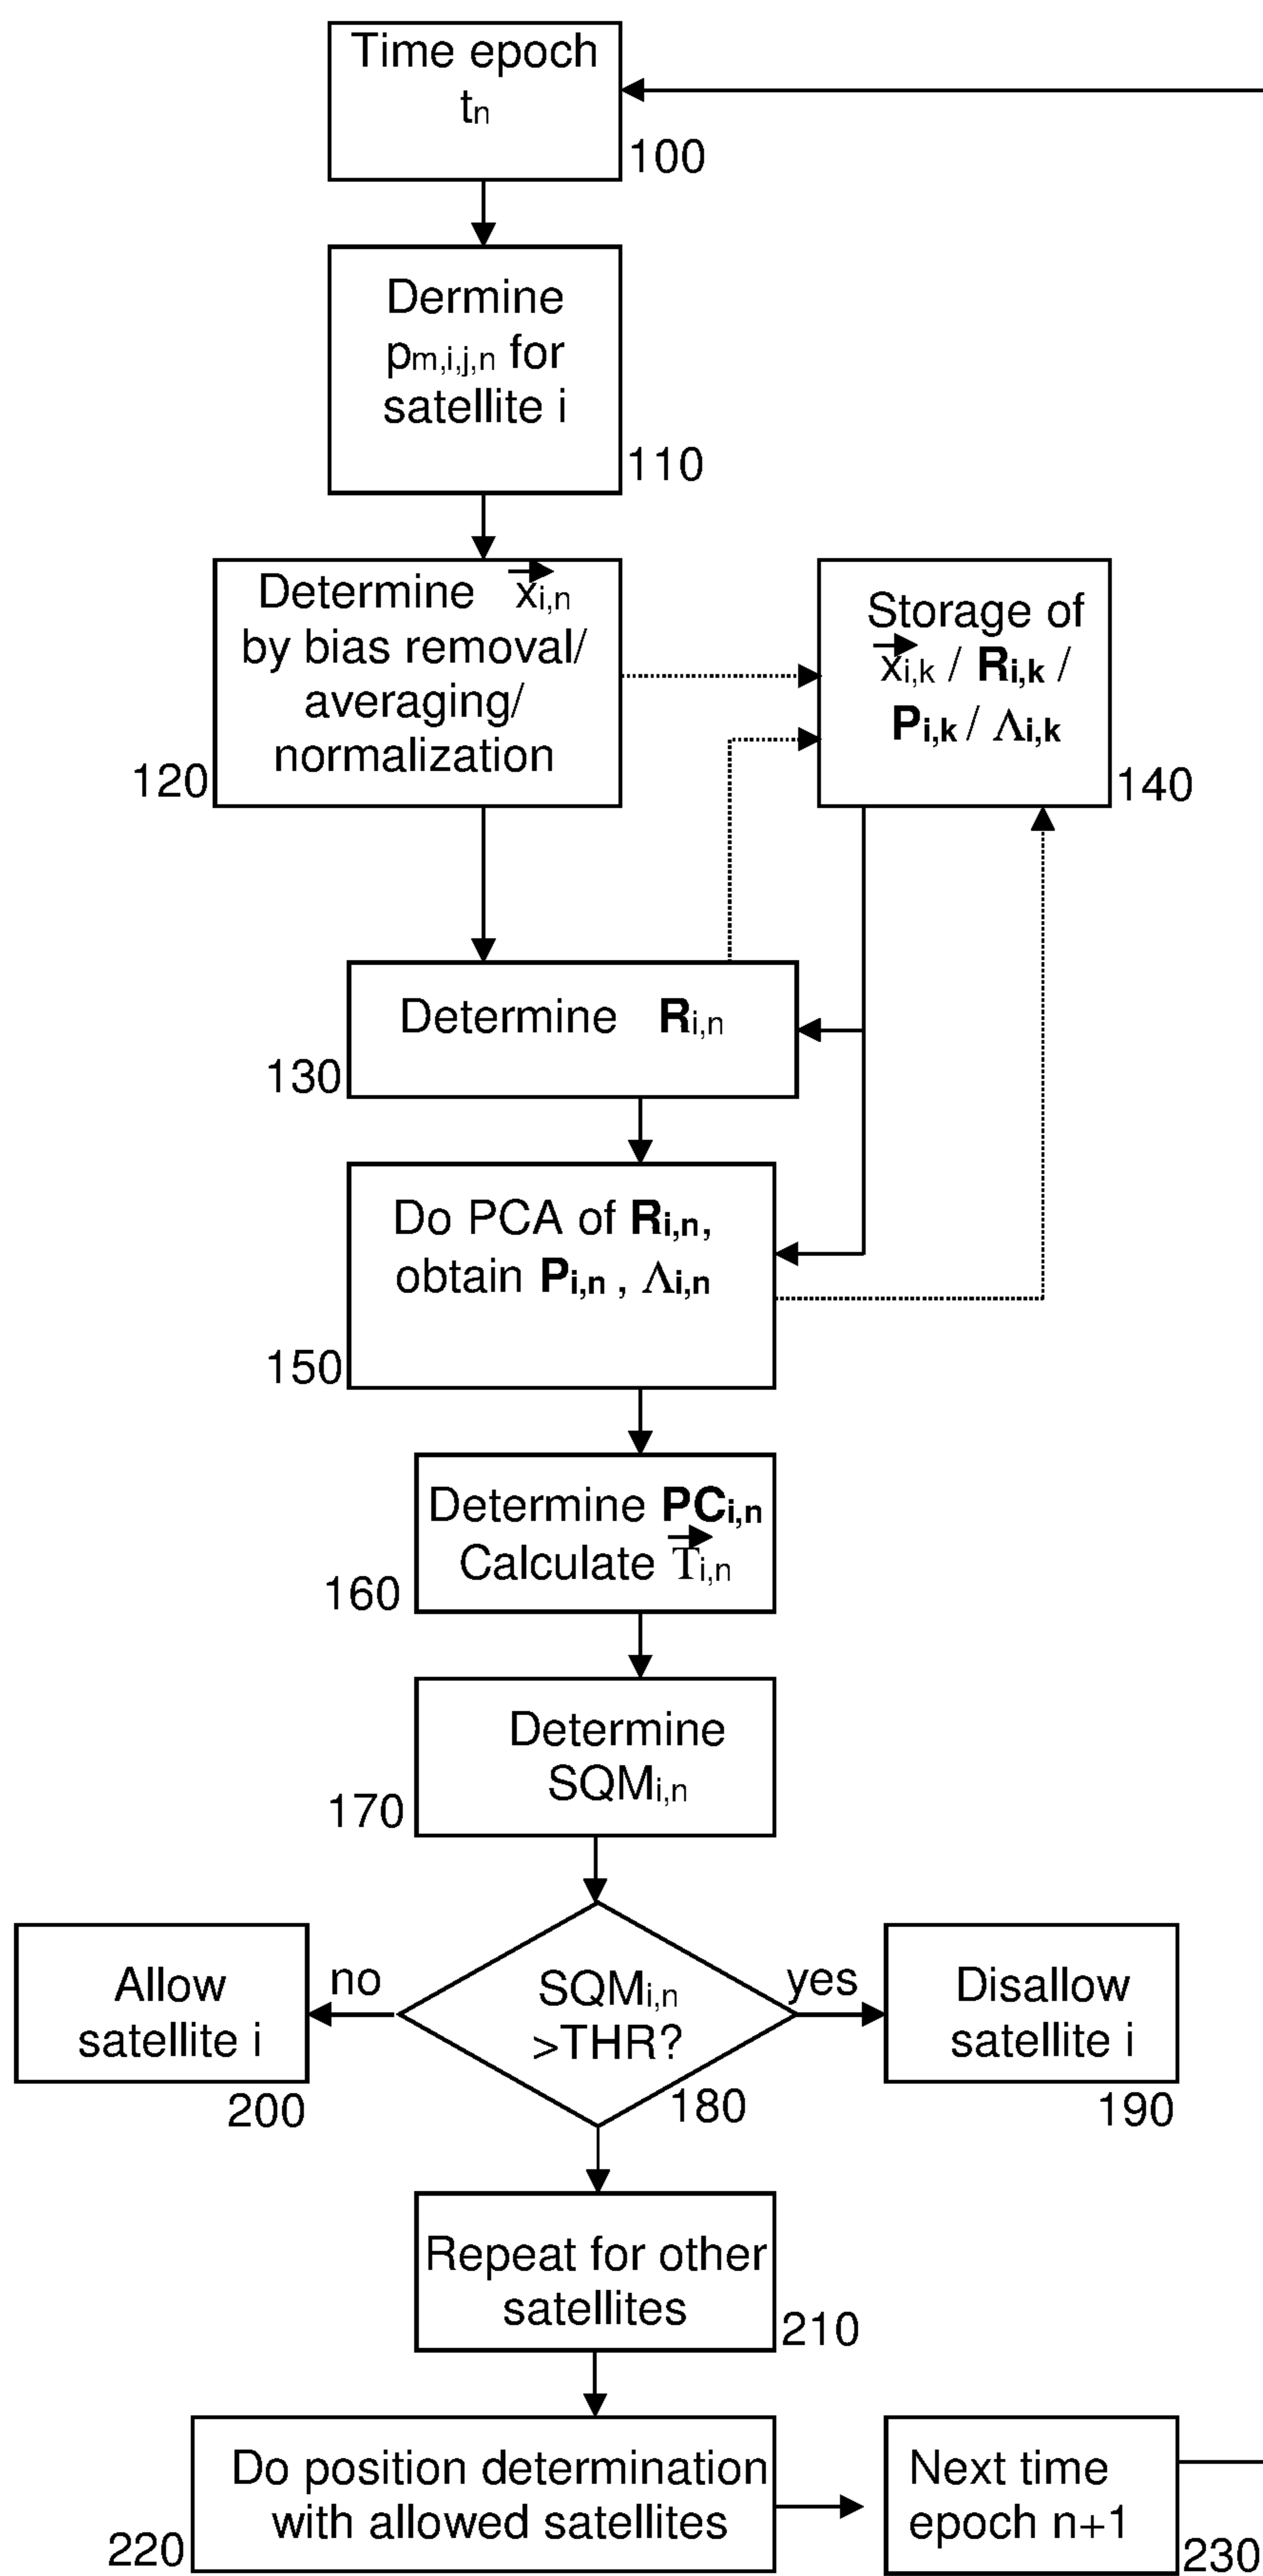 Time epoch
tn
100
Dermine
pm,i,j,n for
satellite i
110
Determine xi,n
by bias removal/
averaging/
normalization
120
Storage of
xi,k / Ri,k /
Pi,k / Λi,k
140
Determine Ri,n
130
Do PCA of Ri,n,
obtain Pi,n , Λi,n
150
Determine PCi,n
Calculate Ti,n
160
Determine
SQMi,n
170
Allow
satellite i
200
no
SQMi,n
>THR?
180
yes
Disallow
satellite i
190
Repeat for other
satellites
210
Do position determination
with allowed satellites
220
Next time
epoch n+1
230